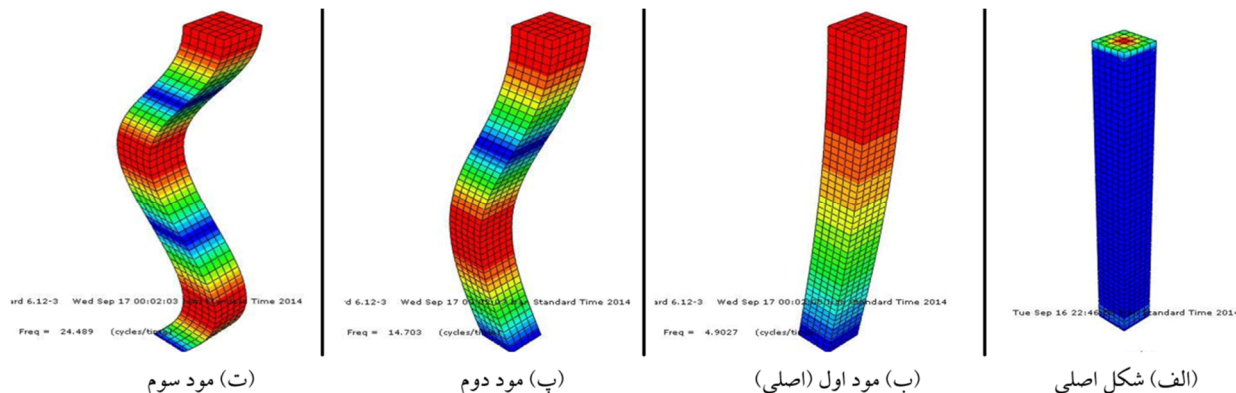 ard 6.12-3 Wed Sep 17 00:02:03 Time 2014
Freq = 24.489 (cycles/time)
d 6.12-3 Wed Sep 17 Standard Time 2014
Freq = 14.703 (cycles/
ard 6.12-3 Wed Sep 17 00:02: Standard Time 2014
Freq = 4.9027 (cycles/
Tue Sep 16 22:46 Standard Time 2014
(الف) شکل اصلی
(ب) مود اول (اصلی)
(پ) مود دوم
(ت) مود سوم